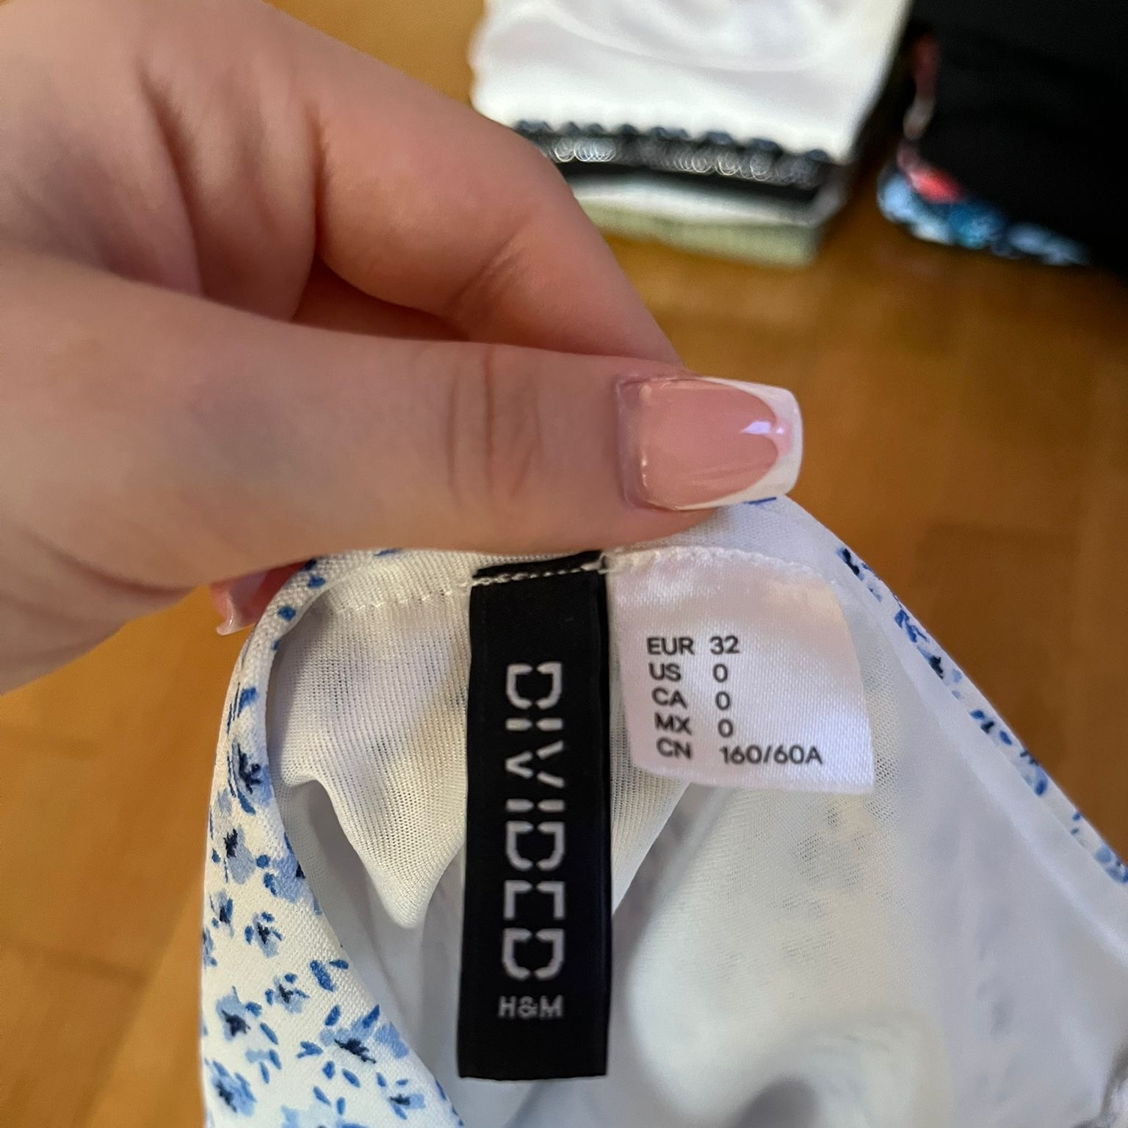 DIVIDED
H&M
EUR 32
US 0
CA 0
MX 0
CN 160/60A